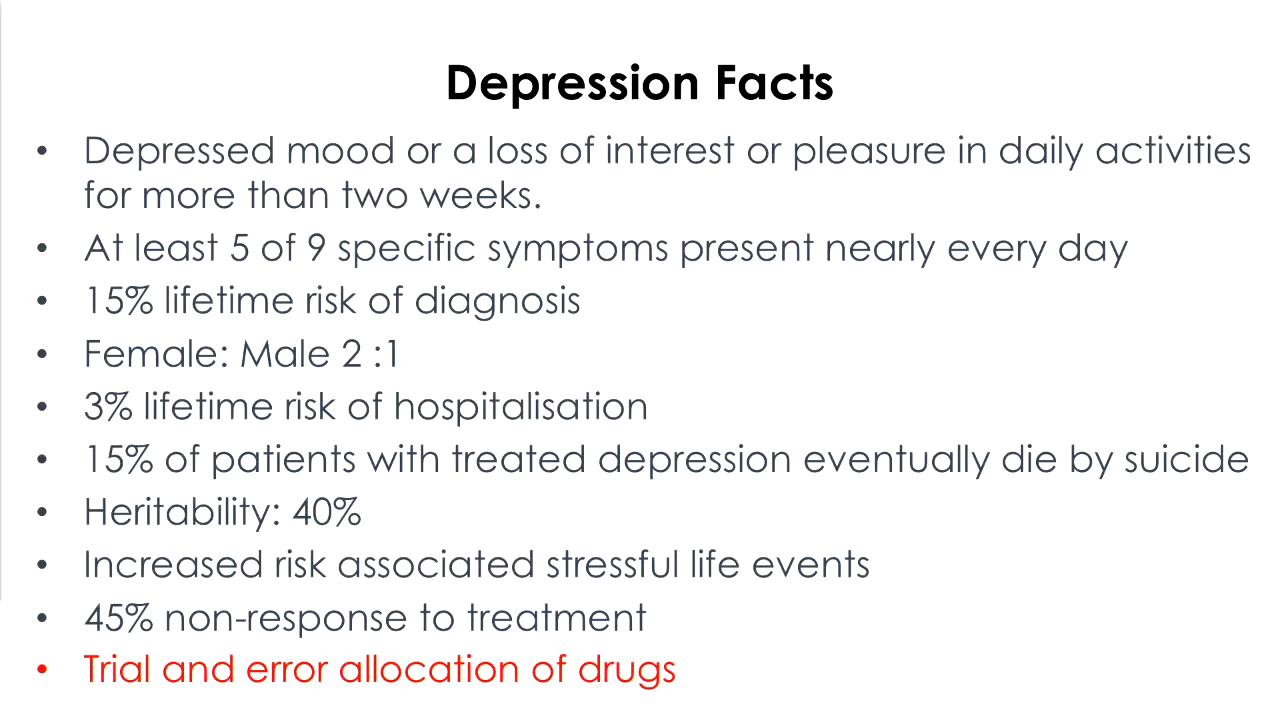 Depression Facts
• Depressed mood or a loss of interest or pleasure in daily activities
for more than two weeks.
• At least 5 of 9 specific symptoms present nearly every day
• 15% lifetime risk of diagnosis
• Female: Male 2 :1
• 3% lifetime risk of hospitalisation
• 15% of patients with treated depression eventually die by suicide
• Heritability: 40%
• Increased risk associated stressful life events
• 45% non-response to treatment
• Trial and error allocation of drugs